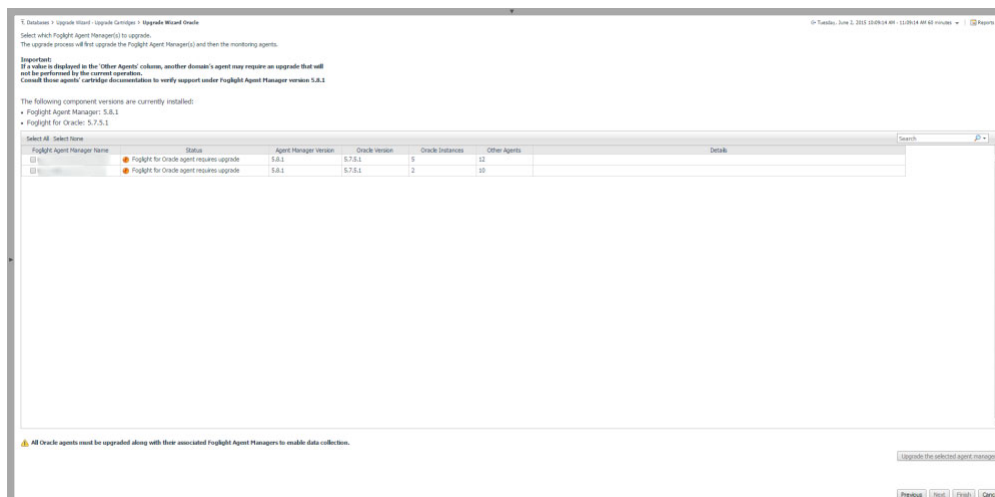 Databases > Upgrade Wizard - Upgrade Cartridges > Upgrade Wizard Oracle
Tuesday, June 2, 2015 10:09:14 AM - 11:09:14 AM 60 minutes
Reports
Select which Foglight Agent Manager(s) to upgrade.
The upgrade process will first upgrade the Foglight Agent Manager(s) and then the monitoring agents.
Important:
If a value is displayed in the 'Other Agents' column, another domain's agent may require an upgrade that will
not be performed by the current operation.
Consult those agents' cartridge documentation to verify support under Foglight Agent Manager version 5.8.1
The following component versions are currently installed:
• Foglight Agent Manager: 5.8.1
• Foglight for Oracle: 5.7.5.1
Select All Select None
Search
Foglight Agent Manager Name Status Agent Manager Version Oracle Version Oracle Instances Other Agents Details
Foglight for Oracle agent requires upgrade 5.8.1 5.7.5.1 5 12
Foglight for Oracle agent requires upgrade 5.8.1 5.7.5.1 2 10
All Oracle agents must be upgraded along with their associated Foglight Agent Managers to enable data collection.
Upgrade the selected agent manage
Previous Next Finish Canc